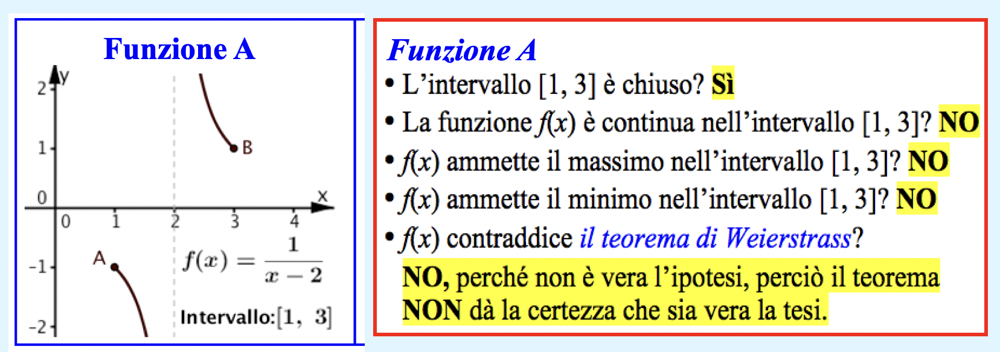 Funzione A
y
2
1
B
0
x
0
1
2
3
4
A
-1
f(x) = 1 / (x − 2)
Intervallo:[1, 3]
-2
Funzione A
• L’intervallo [1, 3] è chiuso? Sì
• La funzione f(x) è continua nell’intervallo [1, 3]? NO
• f(x) ammette il massimo nell’intervallo [1, 3]? NO
• f(x) ammette il minimo nell’intervallo [1, 3]? NO
• f(x) contraddice il teorema di Weierstrass?
NO, perché non è vera l’ipotesi, perciò il teorema
NON dà la certezza che sia vera la tesi.